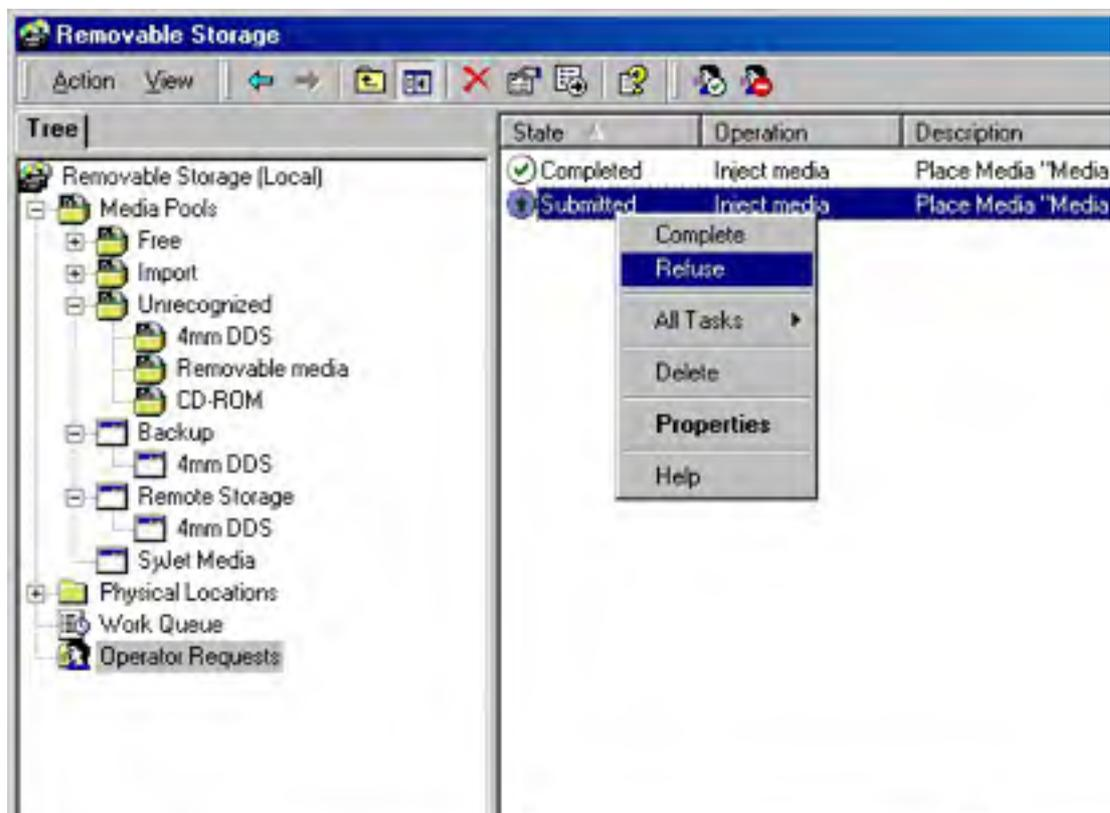 Removable Storage
Action View
Tree
State Operation Description
Removable Storage (Local)
Media Pools
Free
Import
Unrecognized
4mm DDS
Removable media
CD-ROM
Backup
4mm DDS
Remote Storage
4mm DDS
SyJet Media
Physical Locations
Work Queue
Operator Requests
Completed Inject media Place Media "Media
Submitted Inject media Place Media "Media
Complete
Refuse
All Tasks
Delete
Properties
Help